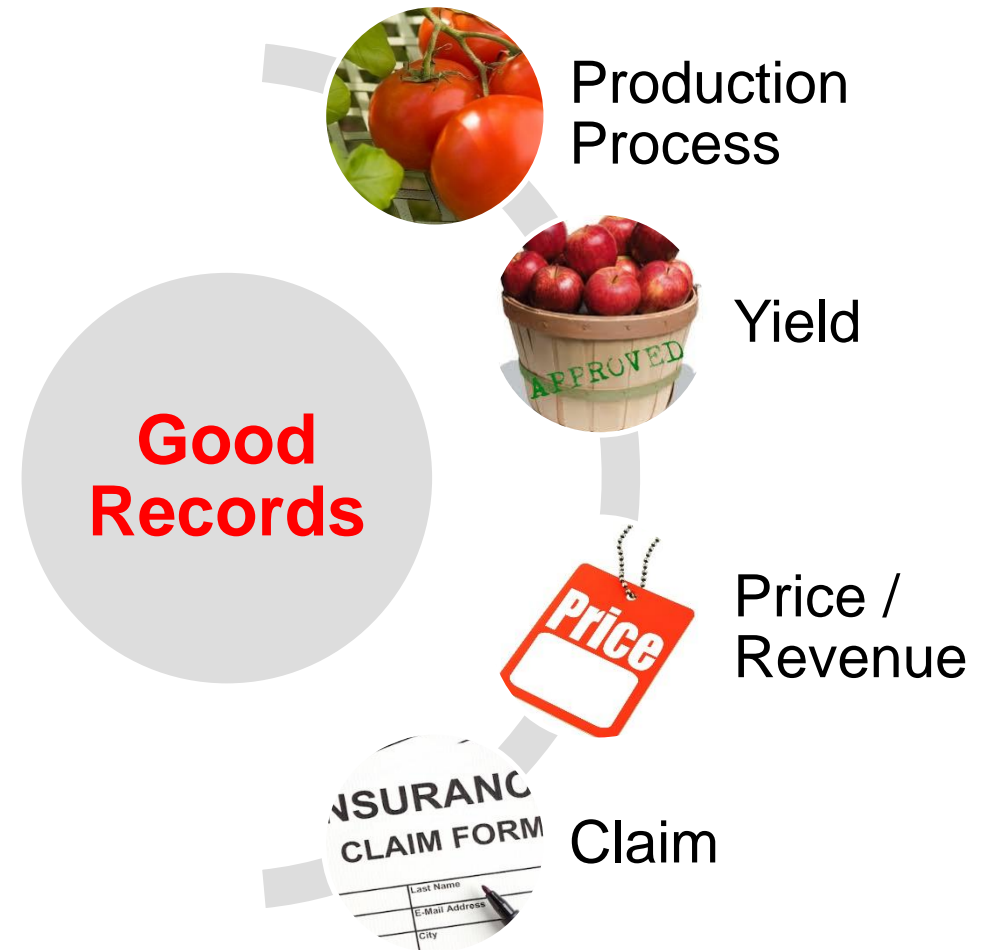 Production
Process
APPROVED
Yield
Good
Records
Price
Price /
Revenue
NSURANC
CLAIM FORM
Claim
Last Name
E-Mail Address
City